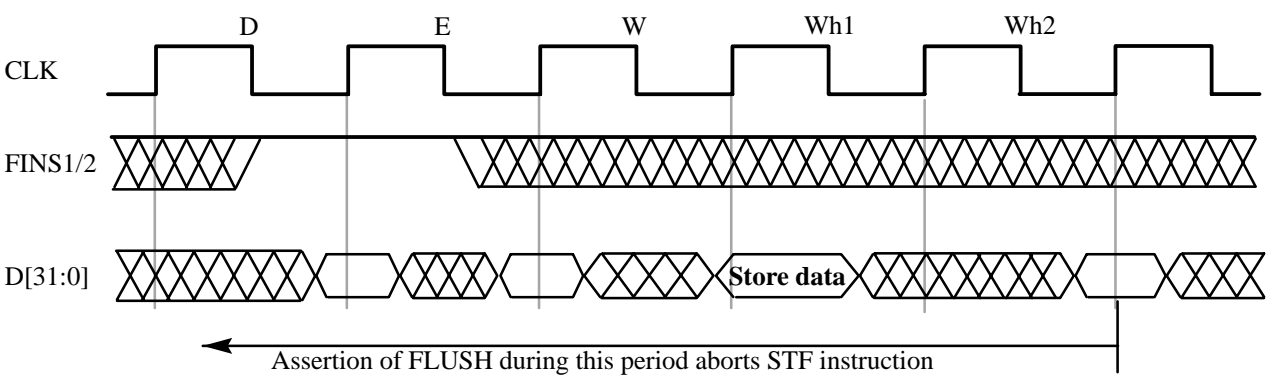 D E W Wh1 Wh2
CLK
FINS1/2
D[31:0]
Store data
Assertion of FLUSH during this period aborts STF instruction